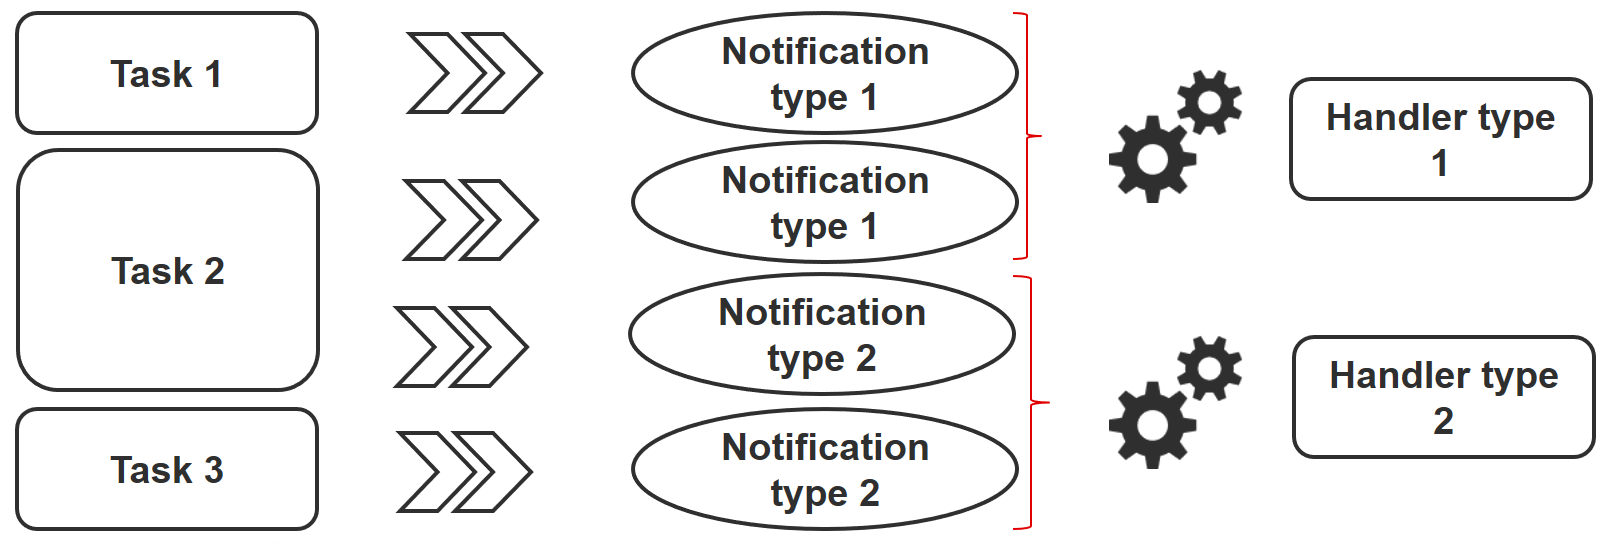 Task 1
Notification
type 1
Handler type
1
Task 2
Notification
type 1
Notification
type 2
Handler type
2
Task 3
Notification
type 2